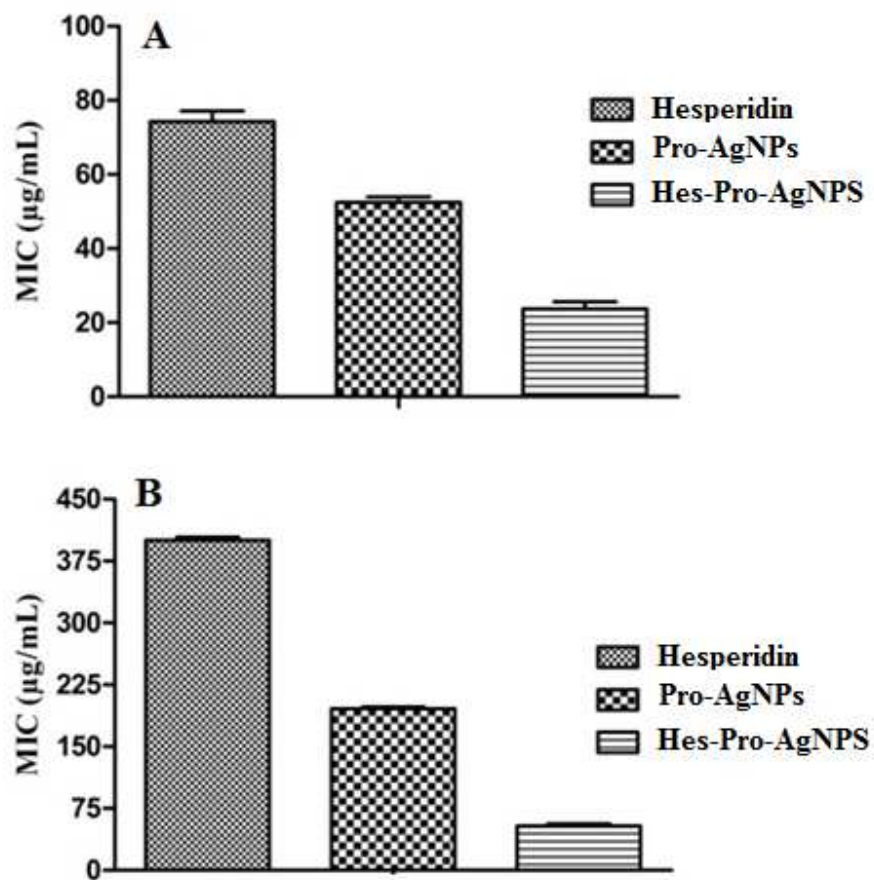 A
100
80
60
40
20
0
MIC (µg/mL)
Hesperidin
Pro-AgNPs
Hes-Pro-AgNPS
B
450
375
300
225
150
75
0
MIC (µg/mL)
Hesperidin
Pro-AgNPs
Hes-Pro-AgNPS